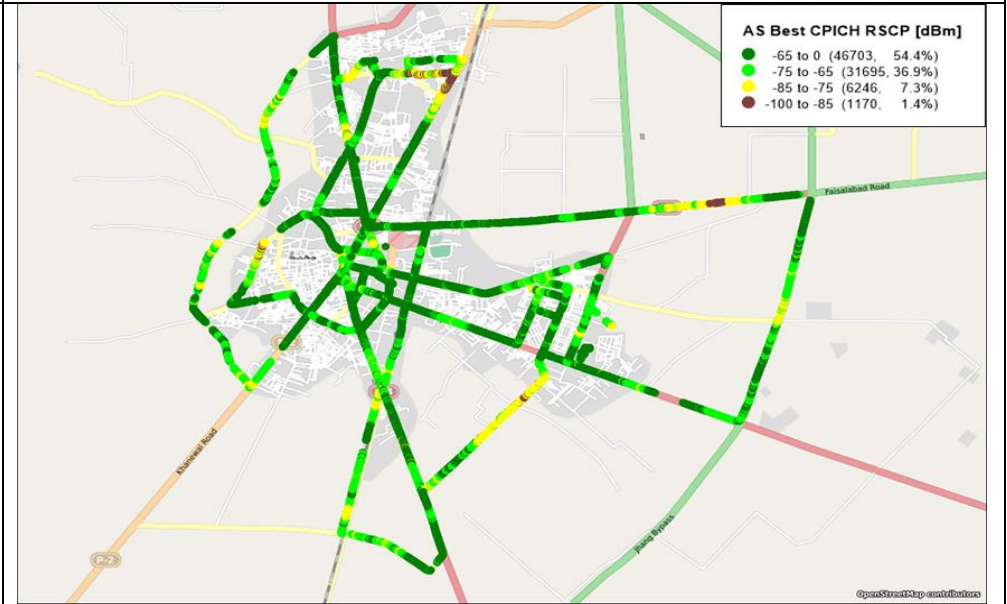 AS Best CPICH RSCP [dBm]
-65 to 0 (46703, 54.4%)
-75 to -65 (31695, 36.9%)
-85 to -75 (6246, 7.3%)
-100 to -85 (1170, 1.4%)
Faisalabad Road
Khanewal Road
Jhang Bypass
OpenStreetMap contributors